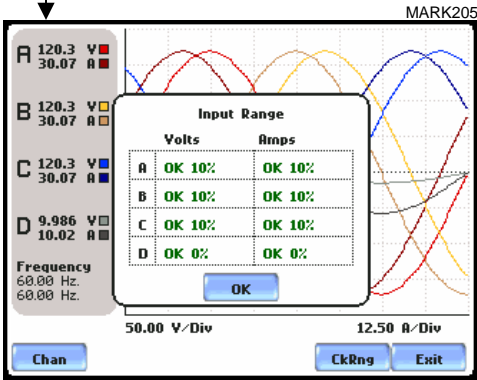 MARK205
A 120.3 V
30.07 A
B 120.3 V
30.07 A
C 120.3 V
30.07 A
D 9.986 V
10.02 A
Frequency
60.00 Hz.
60.00 Hz.
Input Range
Volts Amps
A OK 10% OK 10%
B OK 10% OK 10%
C OK 10% OK 10%
D OK 0% OK 0%
OK
50.00 V/Div 12.50 A/Div
Chan CkRng Exit